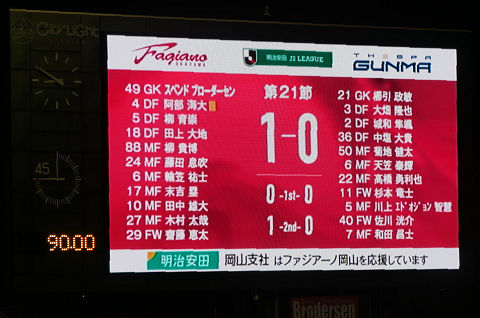 CITY LIGHT
Fagiano
OKAYAMA
明治安田 J2 LEAGUE
THESPA
GUNMA
第21節
1-0
0 -1st- 0
1 -2nd- 0
49 GK スベンド ブローダーセン
4 DF 阿部 海大
5 DF 柳 育崇
18 DF 田上 大地
88 MF 柳 貴博
24 MF 藤田 息吹
6 MF 輪笠 祐士
17 MF 末吉 塁
10 MF 田中 雄大
27 MF 木村 太哉
29 FW 齋藤 恵太
21 GK 櫛引 政敏
3 DF 大畑 隆也
2 DF 城和 隼颯
36 DF 中塩 大貴
50 MF 菊地 健太
6 MF 天笠 泰輝
22 MF 高橋 勇利也
11 FW 杉本 竜士
5 MF 川上 エドオジョン 智慧
40 FW 佐川 洸介
7 MF 和田 昌士
45
90.00
明治安田 岡山支社 はファジアーノ岡山を応援しています
Brodersen